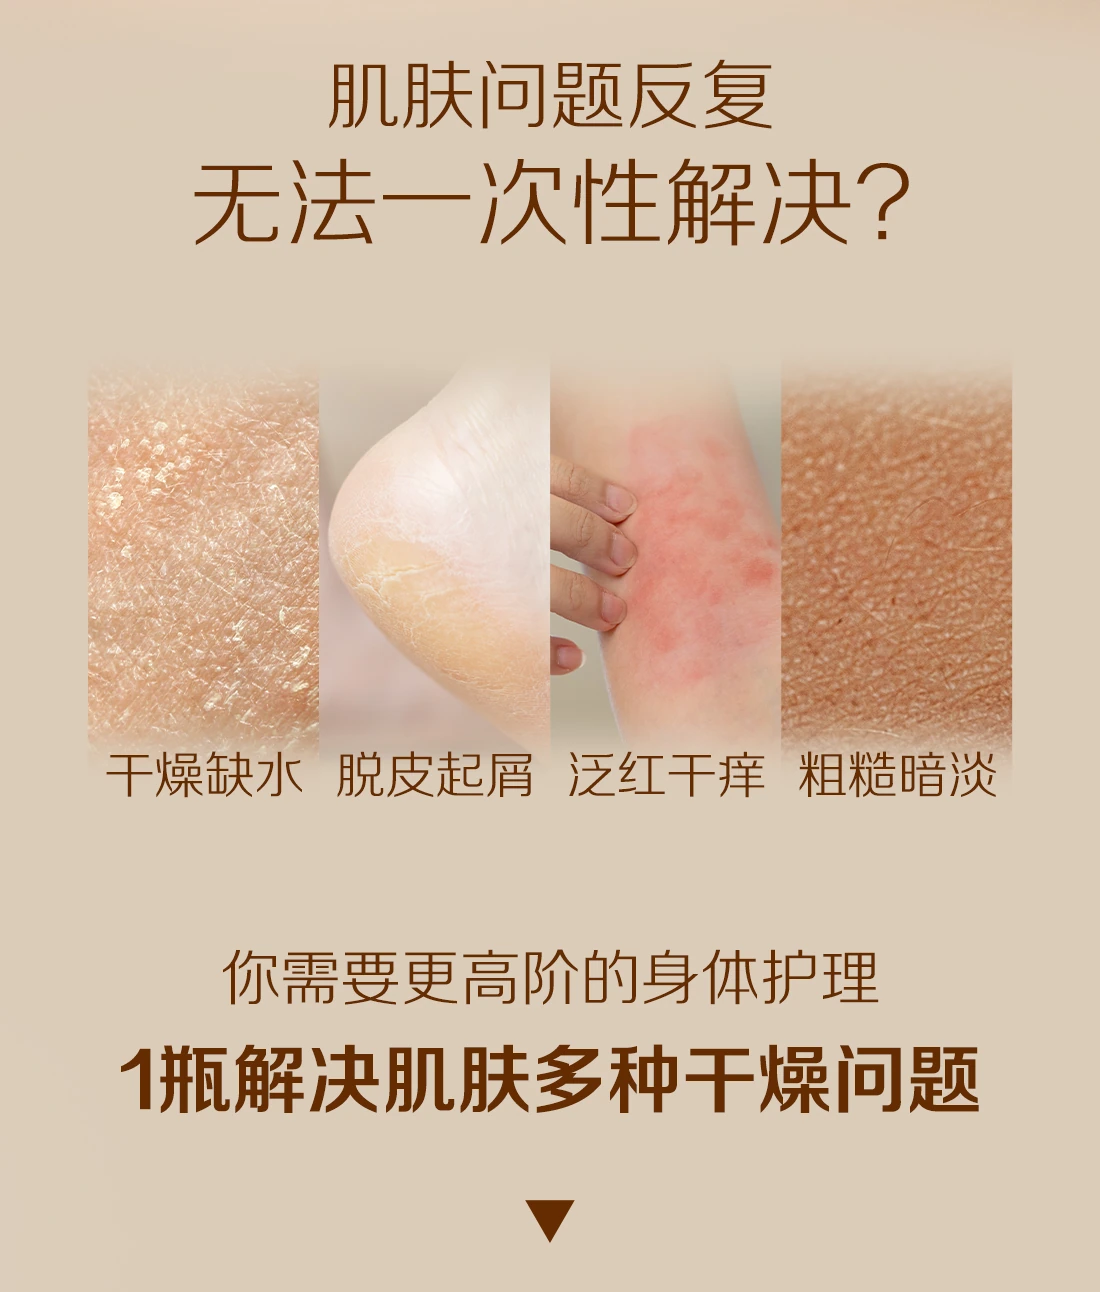 肌肤问题反复
无法一次性解决?
干燥缺水 脱皮起屑 泛红干痒 粗糙暗淡
你需要更高阶的身体护理
1瓶解决肌肤多种干燥问题